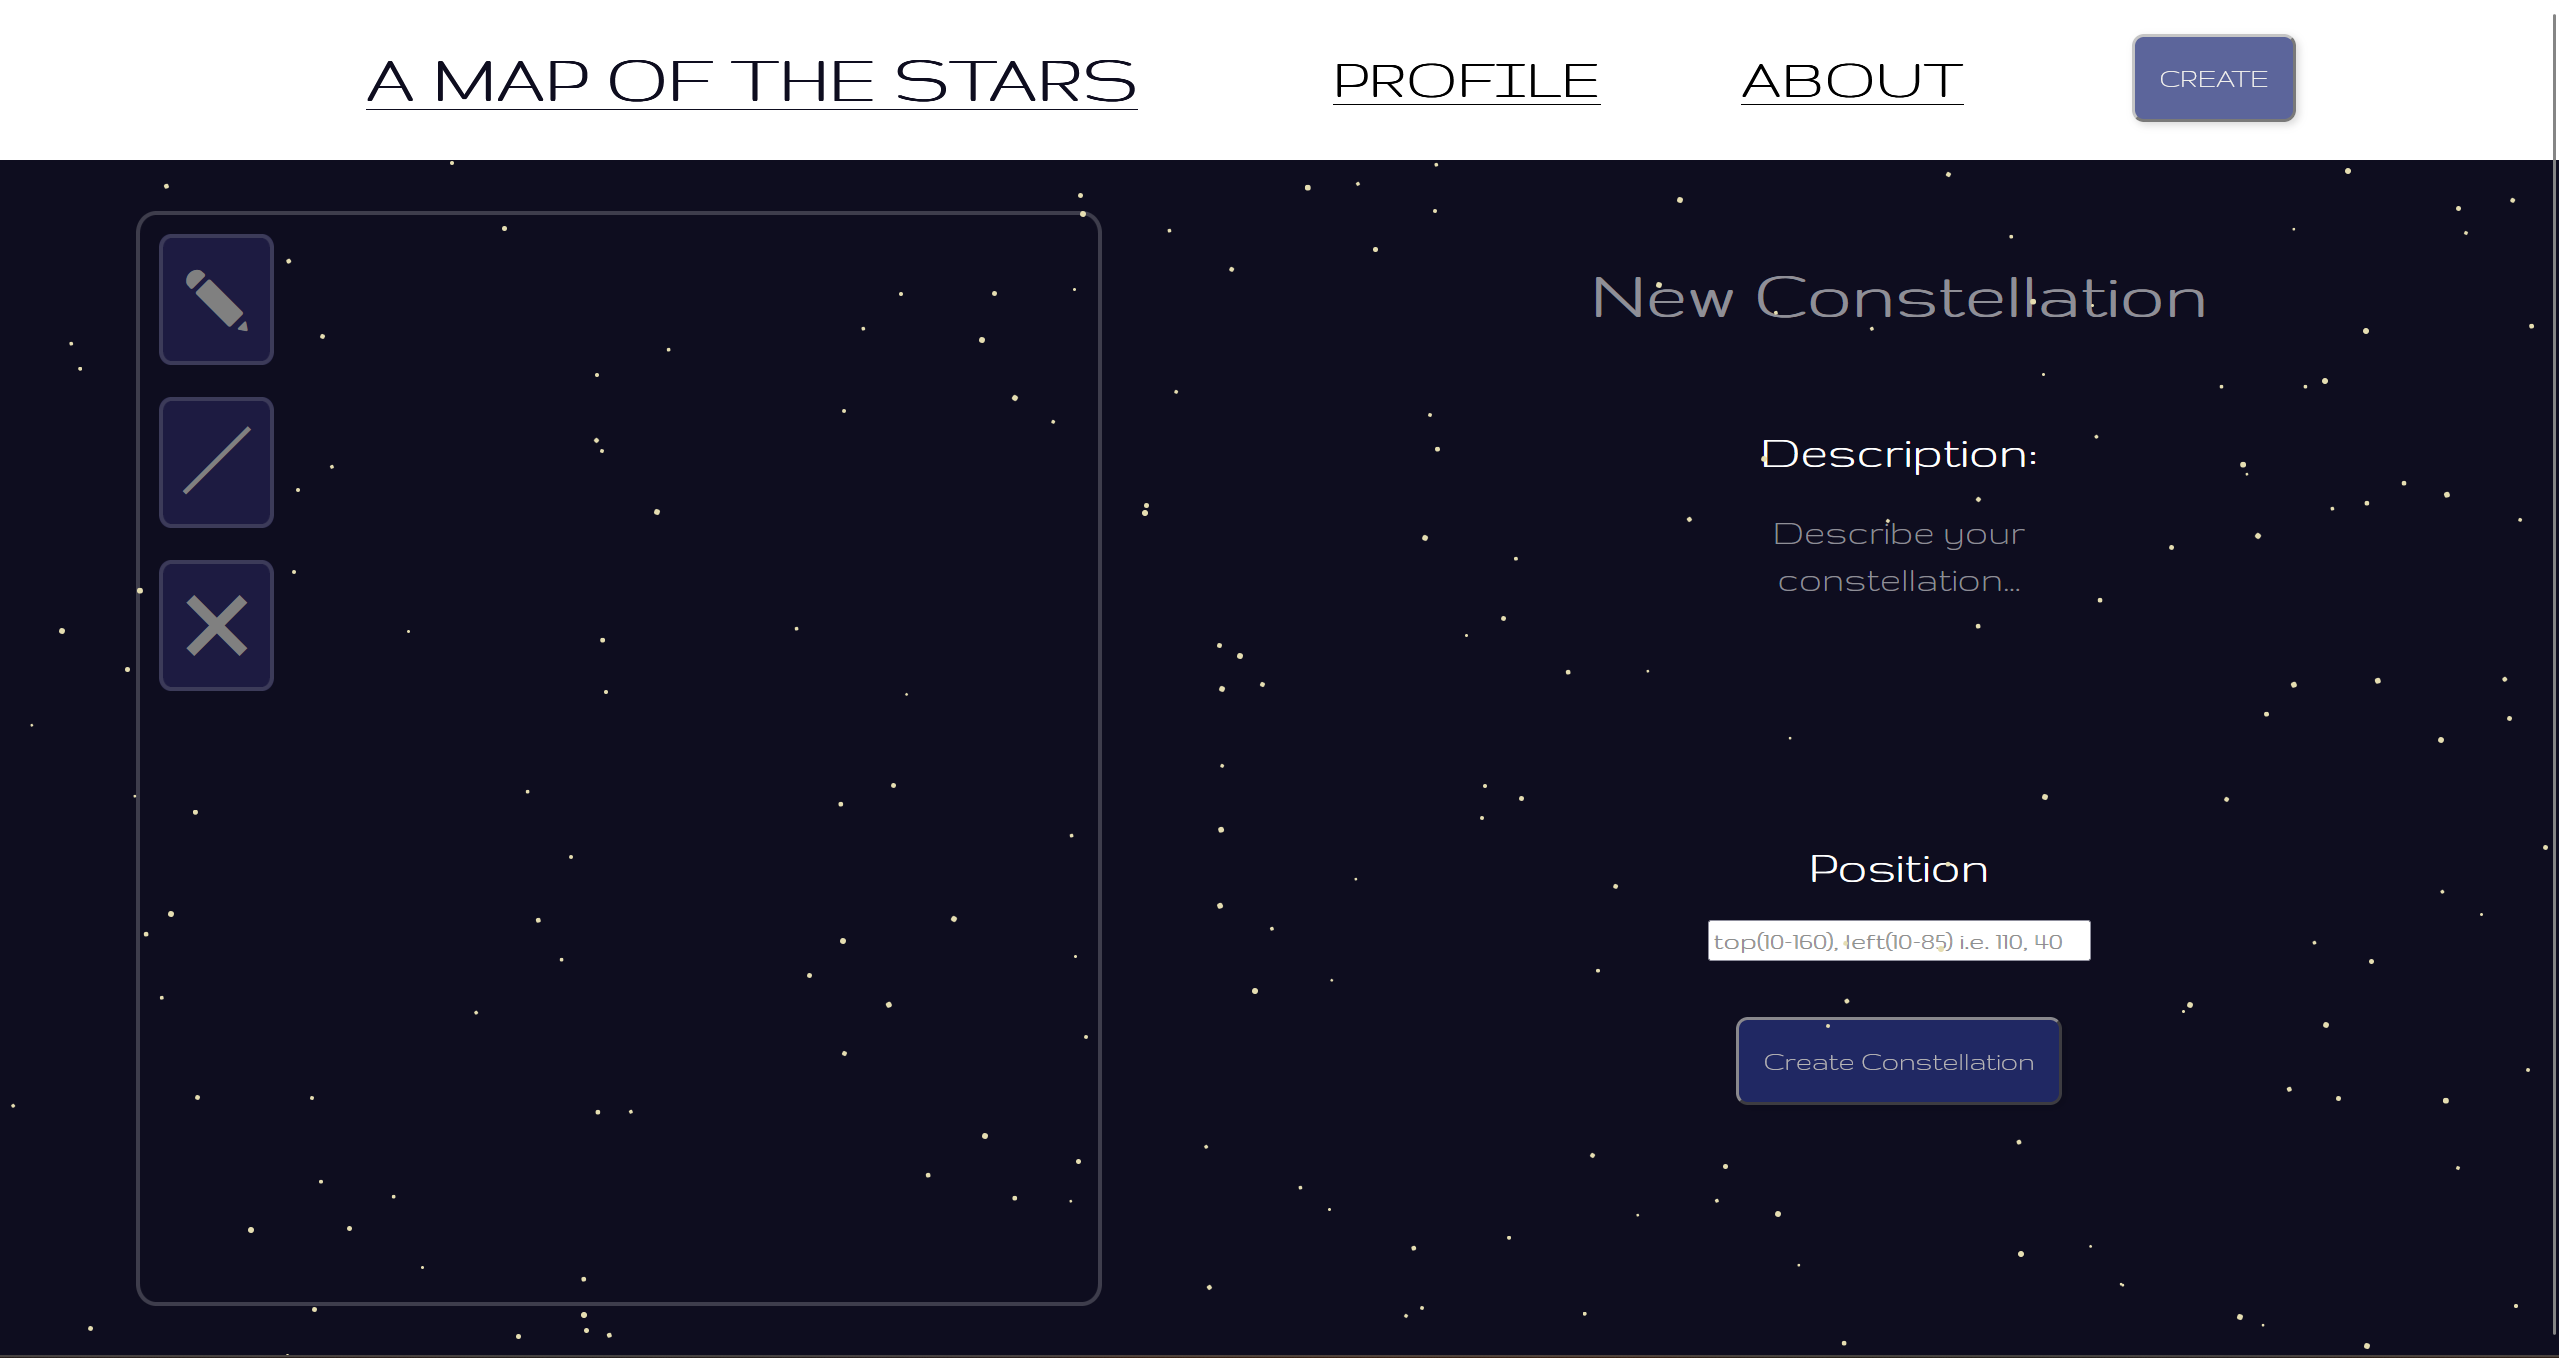 A MAP OF THE STARS
PROFILE
ABOUT
CREATE
New Constellation
Description:
Describe your
constellation...
Position
top(10-160), left(10-85) i.e. 110, 40
Create Constellation